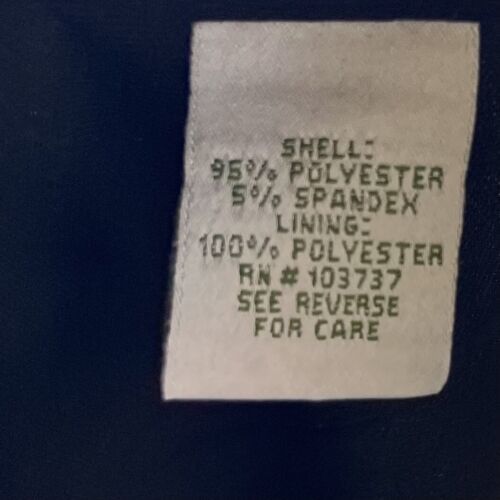 SHELL:
95% POLYESTER
5% SPANDEX
LINING:
100% POLYESTER
RN # 103737
SEE REVERSE
FOR CARE